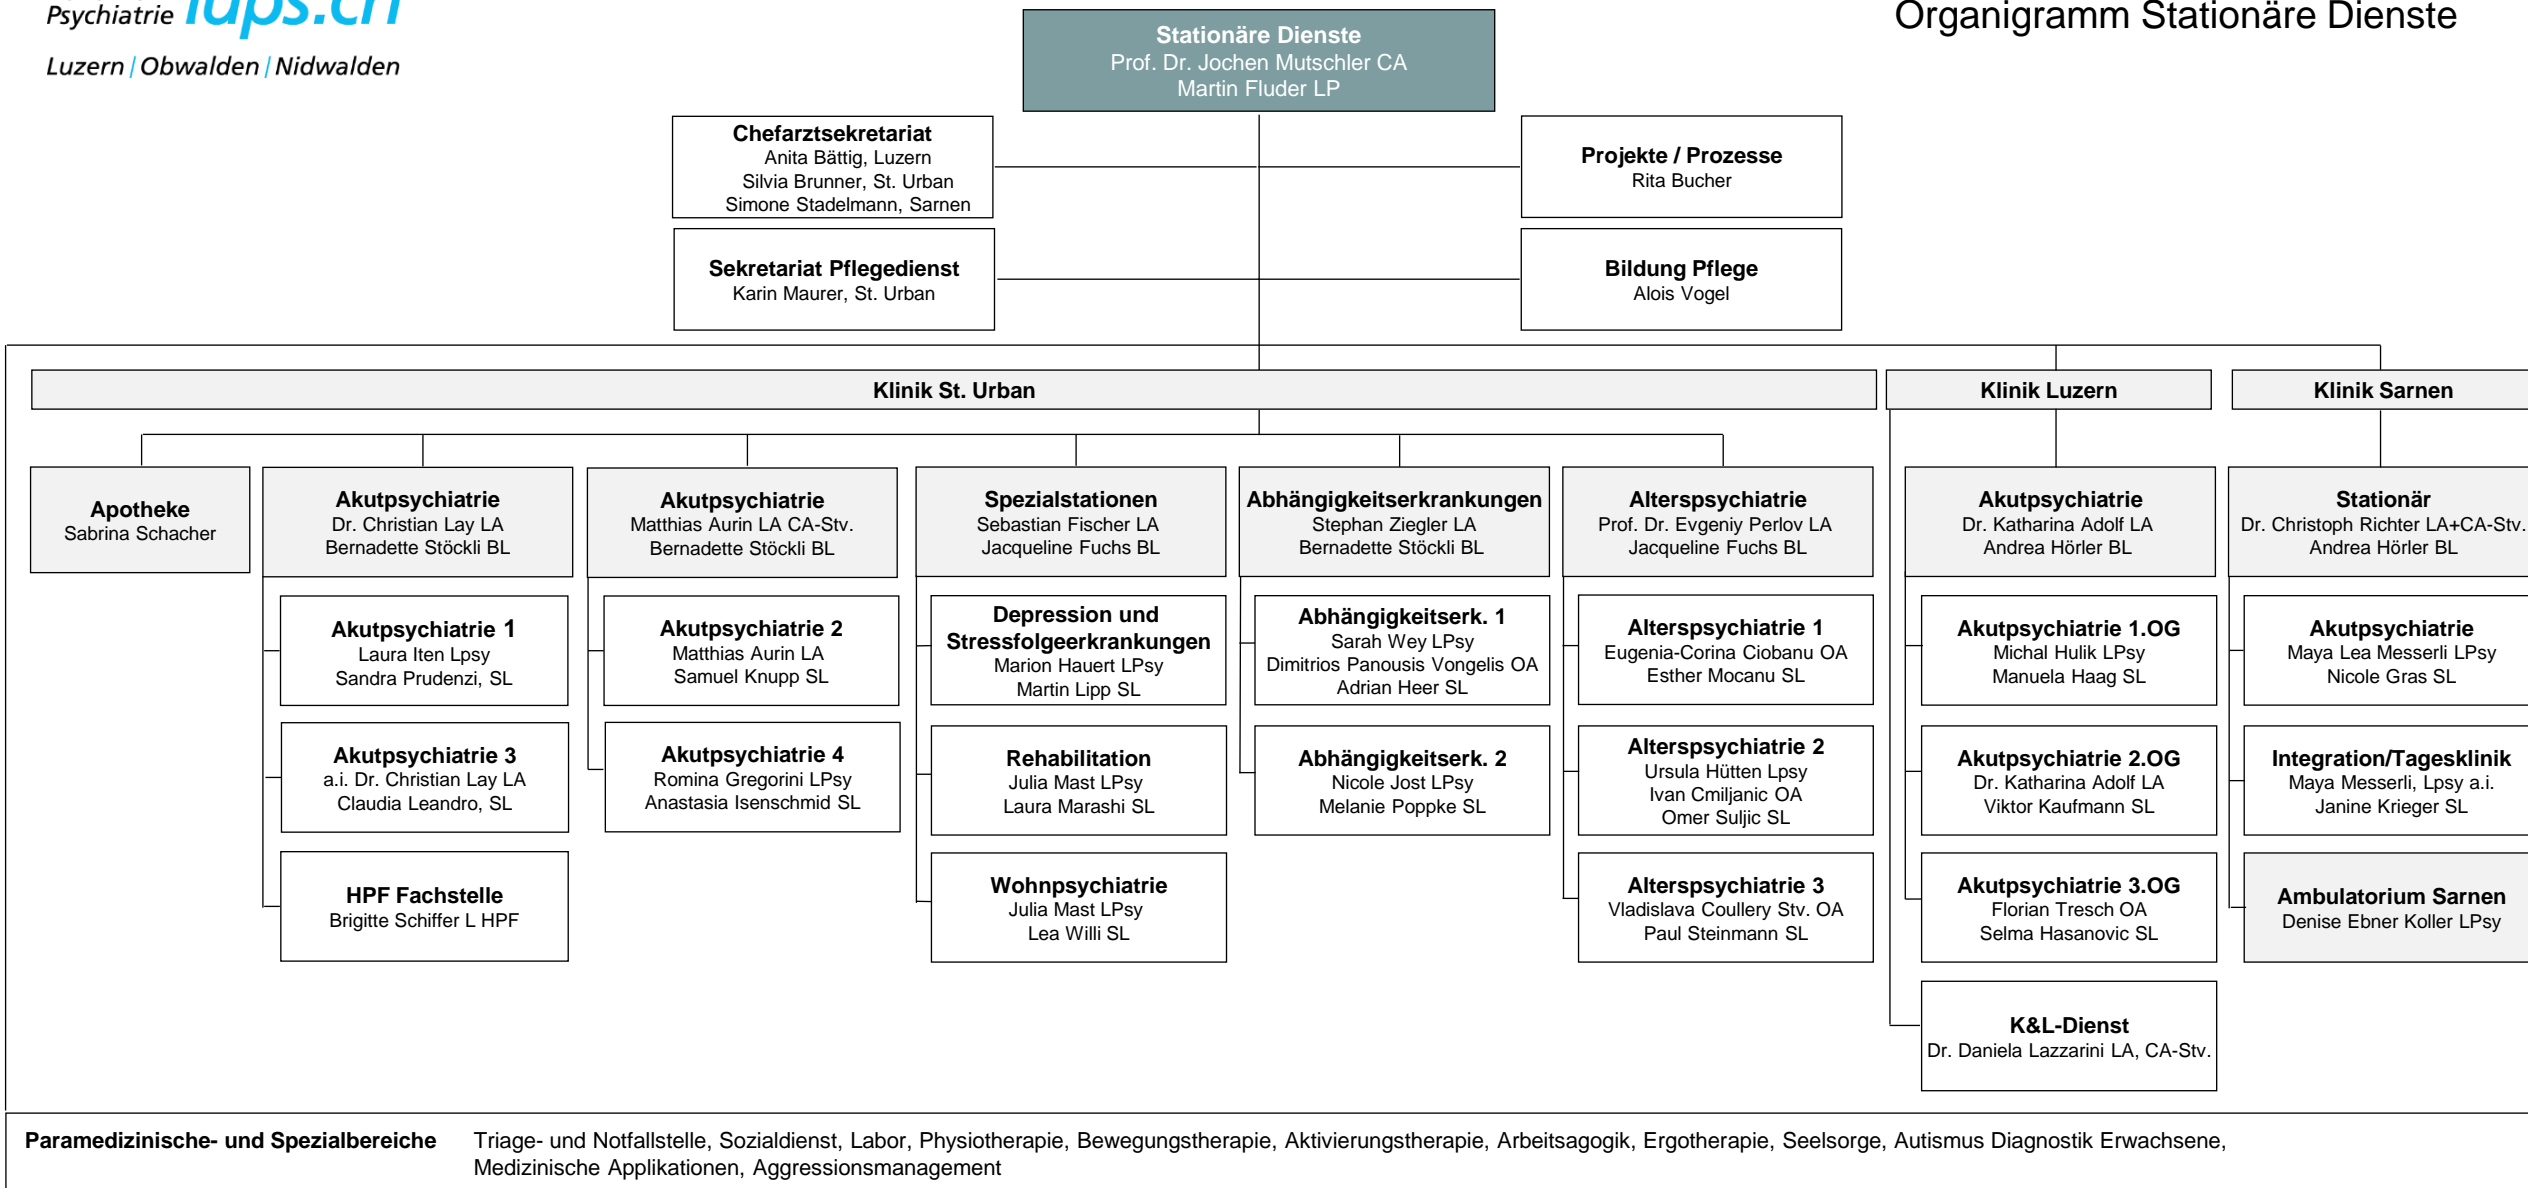 Psychiatrie lups.ch
Luzern | Obwalden | Nidwalden
Organigramm Stationäre Dienste
Stationäre Dienste
Prof. Dr. Jochen Mutschler CA
Martin Fluder LP
Chefarztsekretariat
Anita Bättig, Luzern
Silvia Brunner, St. Urban
Simone Stadelmann, Sarnen
Projekte / Prozesse
Rita Bucher
Sekretariat Pflegedienst
Karin Maurer, St. Urban
Bildung Pflege
Alois Vogel
Klinik St. Urban
Klinik Luzern
Klinik Sarnen
Apotheke
Sabrina Schacher
Akutpsychiatrie
Dr. Christian Lay LA
Bernadette Stöckli BL
Akutpsychiatrie
Matthias Aurin LA CA-Stv.
Bernadette Stöckli BL
Spezialstationen
Sebastian Fischer LA
Jacqueline Fuchs BL
Abhängigkeitserkrankungen
Stephan Ziegler LA
Bernadette Stöckli BL
Alterspsychiatrie
Prof. Dr. Evgeniy Perlov LA
Jacqueline Fuchs BL
Akutpsychiatrie
Dr. Katharina Adolf LA
Andrea Hörler BL
Stationär
Dr. Christoph Richter LA+CA-Stv.
Andrea Hörler BL
Akutpsychiatrie 1
Laura Iten Lpsy
Sandra Prudenzi, SL
Akutpsychiatrie 2
Matthias Aurin LA
Samuel Knupp SL
Depression und
Stressfolgeerkrankungen
Marion Hauert LPsy
Martin Lipp SL
Abhängigkeitserk. 1
Sarah Wey LPsy
Dimitrios Panousis Vongelis OA
Adrian Heer SL
Alterspsychiatrie 1
Eugenia-Corina Ciobanu OA
Esther Mocanu SL
Akutpsychiatrie 1.OG
Michal Hulik LPsy
Manuela Haag SL
Akutpsychiatrie
Maya Lea Messerli LPsy
Nicole Gras SL
Akutpsychiatrie 3
a.i. Dr. Christian Lay LA
Claudia Leandro, SL
Akutpsychiatrie 4
Romina Gregorini LPsy
Anastasia Isenschmid SL
Rehabilitation
Julia Mast LPsy
Laura Marashi SL
Abhängigkeitserk. 2
Nicole Jost LPsy
Melanie Poppke SL
Alterspsychiatrie 2
Ursula Hütten Lpsy
Ivan Cmiljanic OA
Omer Suljic SL
Akutpsychiatrie 2.OG
Dr. Katharina Adolf LA
Viktor Kaufmann SL
Integration/Tagesklinik
Maya Messerli, Lpsy a.i.
Janine Krieger SL
HPF Fachstelle
Brigitte Schiffer L HPF
Wohnpsychiatrie
Julia Mast LPsy
Lea Willi SL
Alterspsychiatrie 3
Vladislava Coullery Stv. OA
Paul Steinmann SL
Akutpsychiatrie 3.OG
Florian Tresch OA
Selma Hasanovic SL
Ambulatorium Sarnen
Denise Ebner Koller LPsy
K&L-Dienst
Dr. Daniela Lazzarini LA, CA-Stv.
Paramedizinische- und Spezialbereiche Triage- und Notfallstelle, Sozialdienst, Labor, Physiotherapie, Bewegungstherapie, Aktivierungstherapie, Arbeitsagogik, Ergotherapie, Seelsorge, Autismus Diagnostik Erwachsene,
Medizinische Applikationen, Aggressionsmanagement